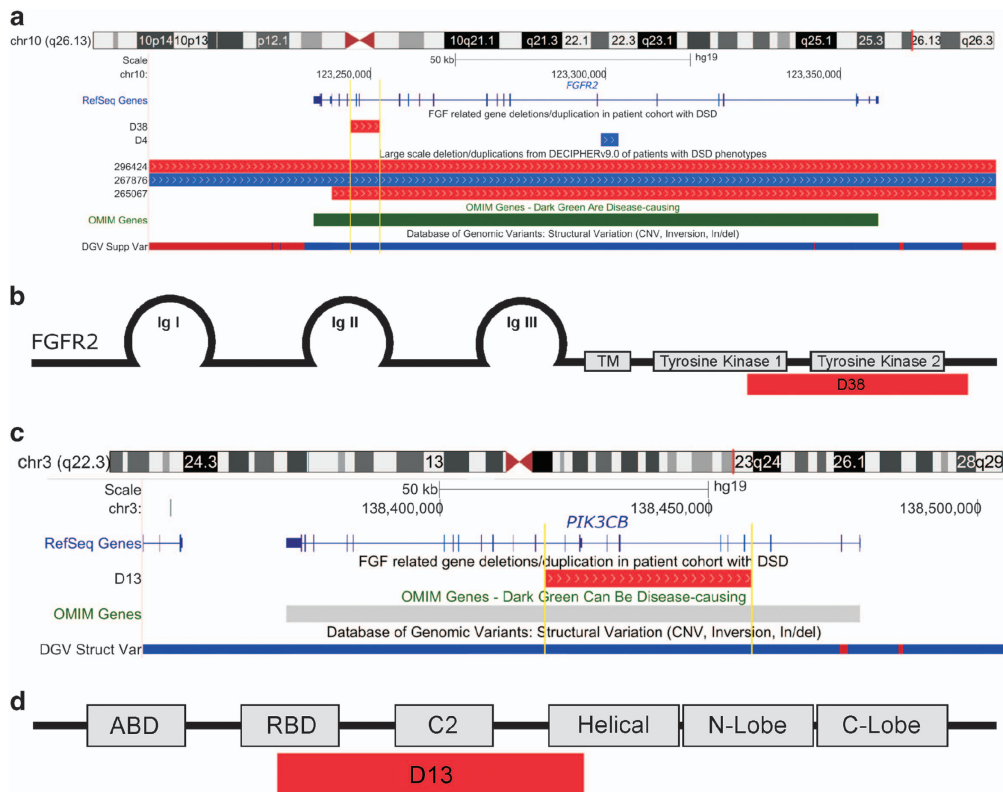 a
chr10 (q26.13) 10p14 10p13 p12.1 10q21.1 q21.3 22.1 22.3 q23.1 q25.1 25.3 26.13 q26.3
Scale 50 kb hg19
chr10: 123,250,000 123,300,000 123,350,000
FGFR2
RefSeq Genes
FGF related gene deletions/duplication in patient cohort with DSD
D38
D4
Large scale deletion/duplications from DECIPHERv9.0 of patients with DSD phenotypes
296424
267876
265067
OMIM Genes - Dark Green Are Disease-causing
OMIM Genes
Database of Genomic Variants: Structural Variation (CNV, Inversion, In/del)
DGV Supp Var
b
Ig I Ig II Ig III
FGFR2
TM Tyrosine Kinase 1 Tyrosine Kinase 2
D38
c
chr3 (q22.3) 24.3 13 23 q24 26.1 28 q29
Scale 50 kb hg19
chr3: 138,400,000 138,450,000 138,500,000
PIK3CB
RefSeq Genes
FGF related gene deletions/duplication in patient cohort with DSD
D13
OMIM Genes - Dark Green Can Be Disease-causing
OMIM Genes
Database of Genomic Variants: Structural Variation (CNV, Inversion, In/del)
DGV Struct Var
d
ABD RBD C2 Helical N-Lobe C-Lobe
D13